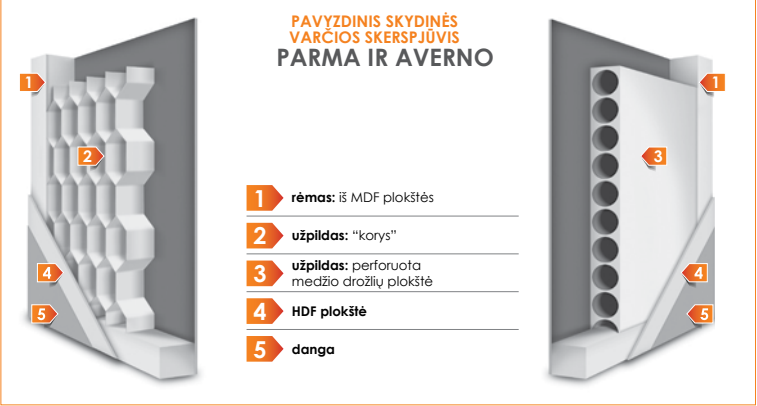 PAVYZDINIS SKYDINĖS
VARČIOS SKERSPJŪVIS
PARMA IR AVERNO
1
2
4
5
1 rėmas: iš MDF plokštės
2 užpildas: “korys”
3 užpildas: perforuota
medžio drožlių plokštė
4 HDF plokštė
5 danga
1
3
4
5